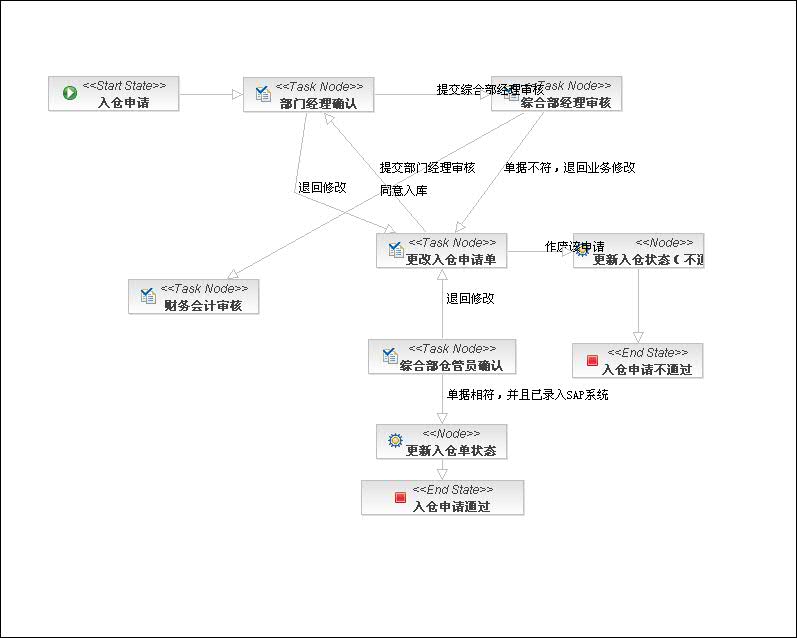 <<Start State>>
入仓申请
<<Task Node>>
部门经理确认
提交综合部经理审核
<<Task Node>>
综合部经理审核
提交部门经理审核
单据不符，退回业务修改
退回修改
同意入库
<<Task Node>>
更改入仓申请单
作废该申请
<<Node>>
更新入仓状态（不通
<<Task Node>>
财务会计审核
退回修改
<<Task Node>>
综合部仓管员确认
<<End State>>
入仓申请不通过
单据相符，并且已录入SAP系统
<<Node>>
更新入仓单状态
<<End State>>
入仓申请通过